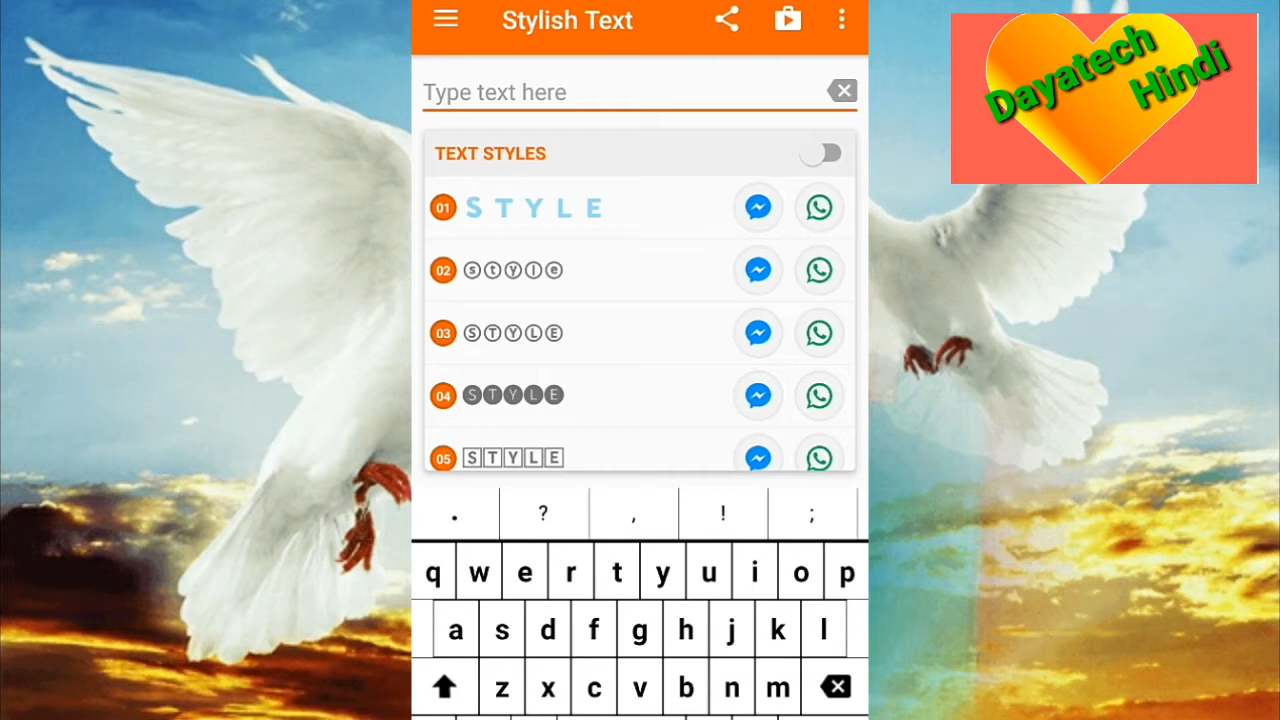 Stylish Text
Dayatech
Hindi
Type text here
TEXT STYLES
01 S T Y L E
02 ⓢⓣⓨⓛⓔ
03 ⓈⓉⓎⓁⒺ
04 🅢🅣🅨🅛🅔
05 🅂🅃🅈🄻🄴
. ? , ! ;
q w e r t y u i o p
a s d f g h j k l
z x c v b n m